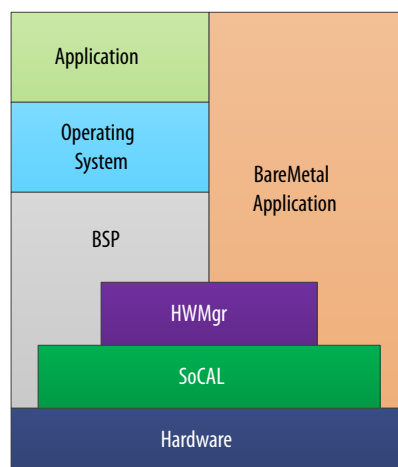 Application
Operating
System
BareMetal
Application
BSP
HWMgr
SoCAL
Hardware